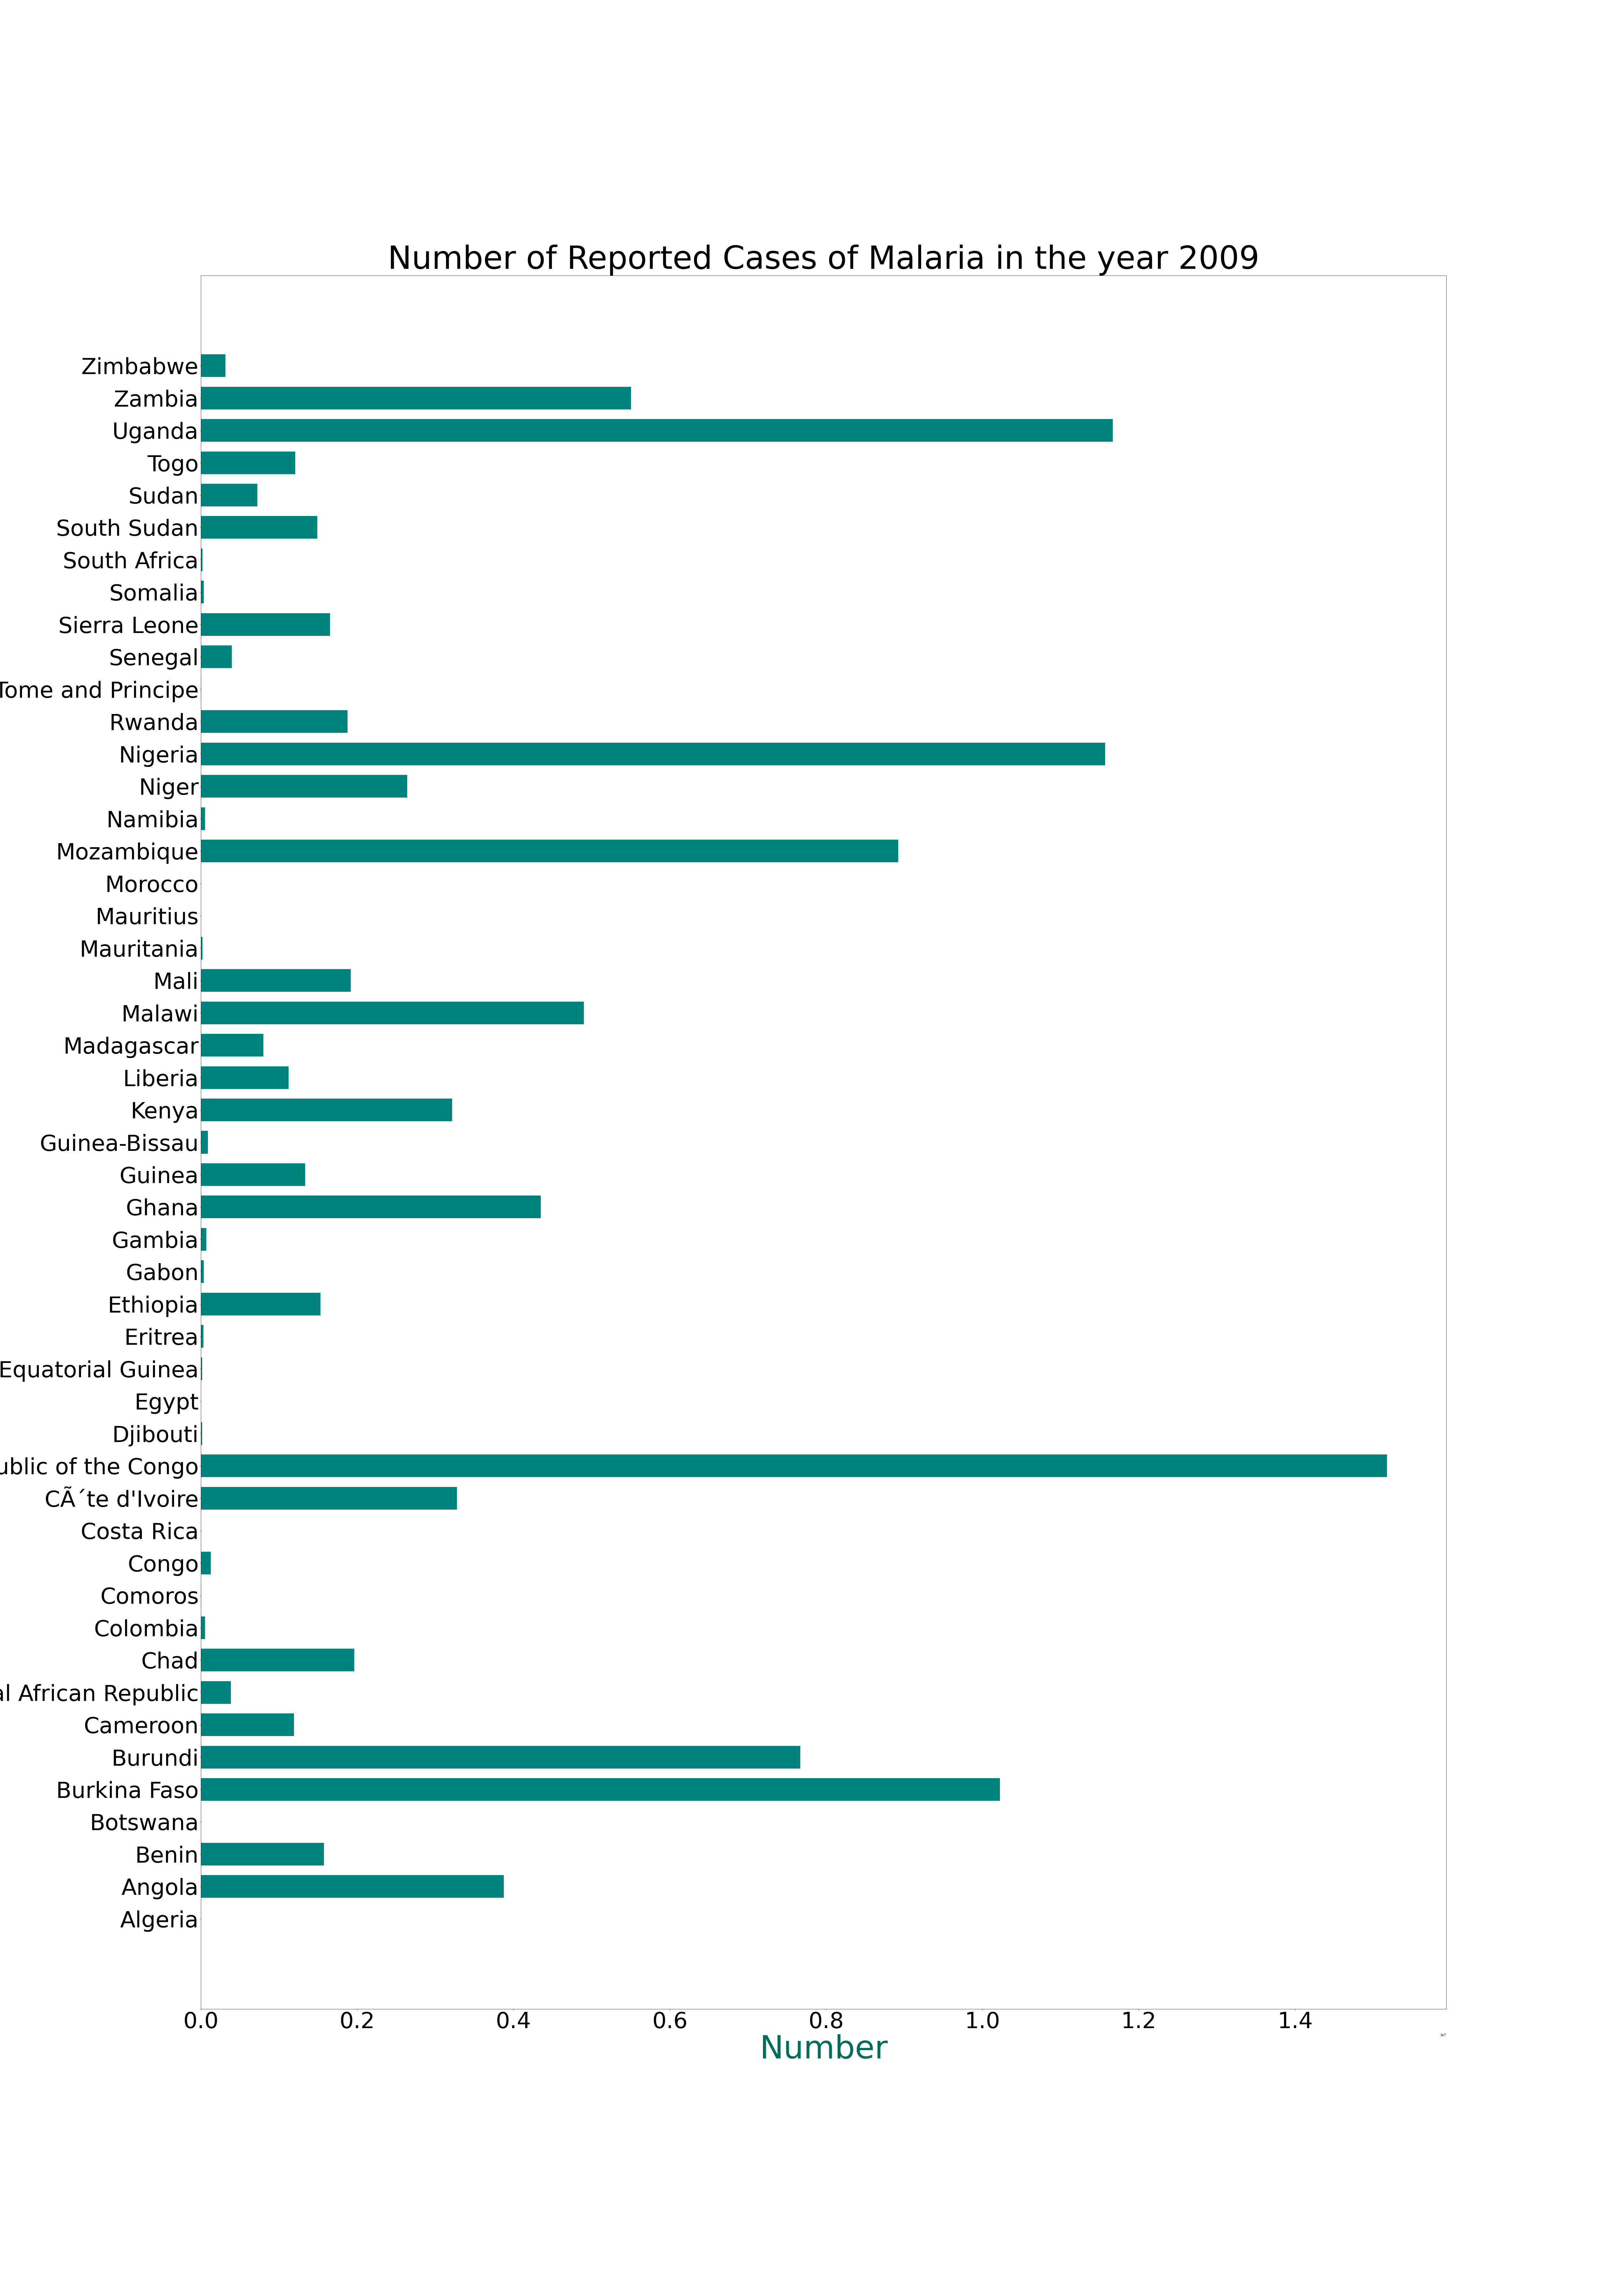 Number of Reported Cases of Malaria in the year 2009
Zimbabwe
Zambia
Uganda
Togo
Sudan
South Sudan
South Africa
Somalia
Sierra Leone
Senegal
Tome and Principe
Rwanda
Nigeria
Niger
Namibia
Mozambique
Morocco
Mauritius
Mauritania
Mali
Malawi
Madagascar
Liberia
Kenya
Guinea-Bissau
Guinea
Ghana
Gambia
Gabon
Ethiopia
Eritrea
Equatorial Guinea
Egypt
Djibouti
ublic of the Congo
CÃ´te d'Ivoire
Costa Rica
Congo
Comoros
Colombia
Chad
al African Republic
Cameroon
Burundi
Burkina Faso
Botswana
Benin
Angola
Algeria
0.0 0.2 0.4 0.6 0.8 1.0 1.2 1.4
Number